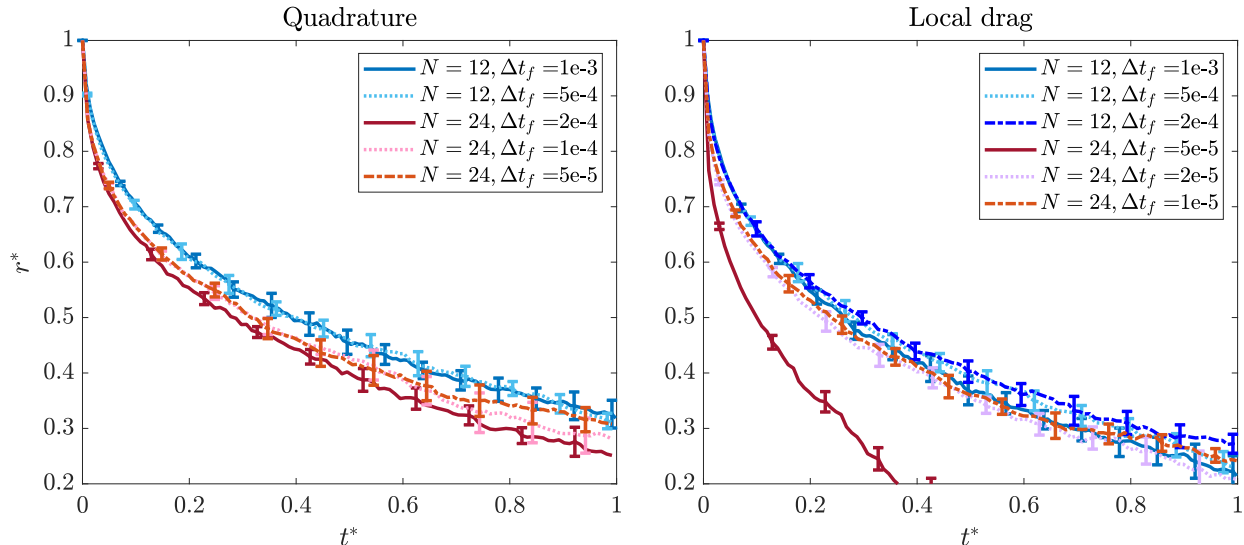 Quadrature
1
0.9
0.8
0.7
0.6
0.5
0.4
0.3
0.2
r*
0
0.2
0.4
0.6
0.8
1
t*
N = 12, Δt_f =1e-3
N = 12, Δt_f =5e-4
N = 24, Δt_f =2e-4
N = 24, Δt_f =1e-4
N = 24, Δt_f =5e-5
Local drag
1
0.9
0.8
0.7
0.6
0.5
0.4
0.3
0.2
0
0.2
0.4
0.6
0.8
1
t*
N = 12, Δt_f =1e-3
N = 12, Δt_f =5e-4
N = 12, Δt_f =2e-4
N = 24, Δt_f =5e-5
N = 24, Δt_f =2e-5
N = 24, Δt_f =1e-5